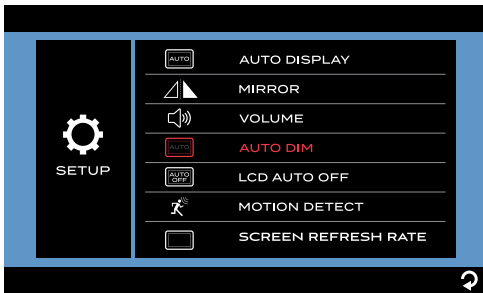 SETUP
AUTO AUTO DISPLAY
MIRROR
VOLUME
AUTO AUTO DIM
AUTO OFF LCD AUTO OFF
MOTION DETECT
SCREEN REFRESH RATE